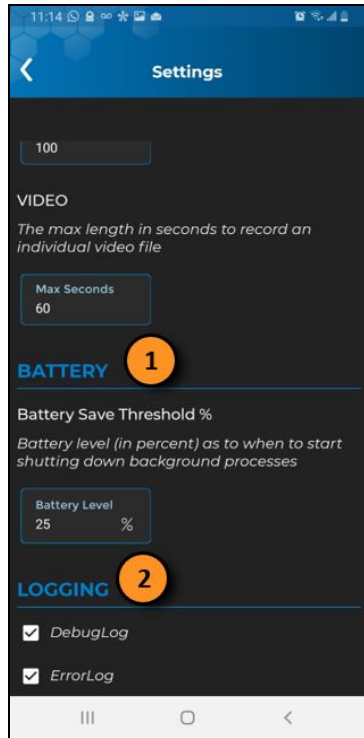 11:14
Settings
100
VIDEO
The max length in seconds to record an
individual video file
Max Seconds
60
1
BATTERY
Battery Save Threshold %
Battery level (in percent) as to when to start
shutting down background processes
Battery Level
25 %
2
LOGGING
DebugLog
ErrorLog